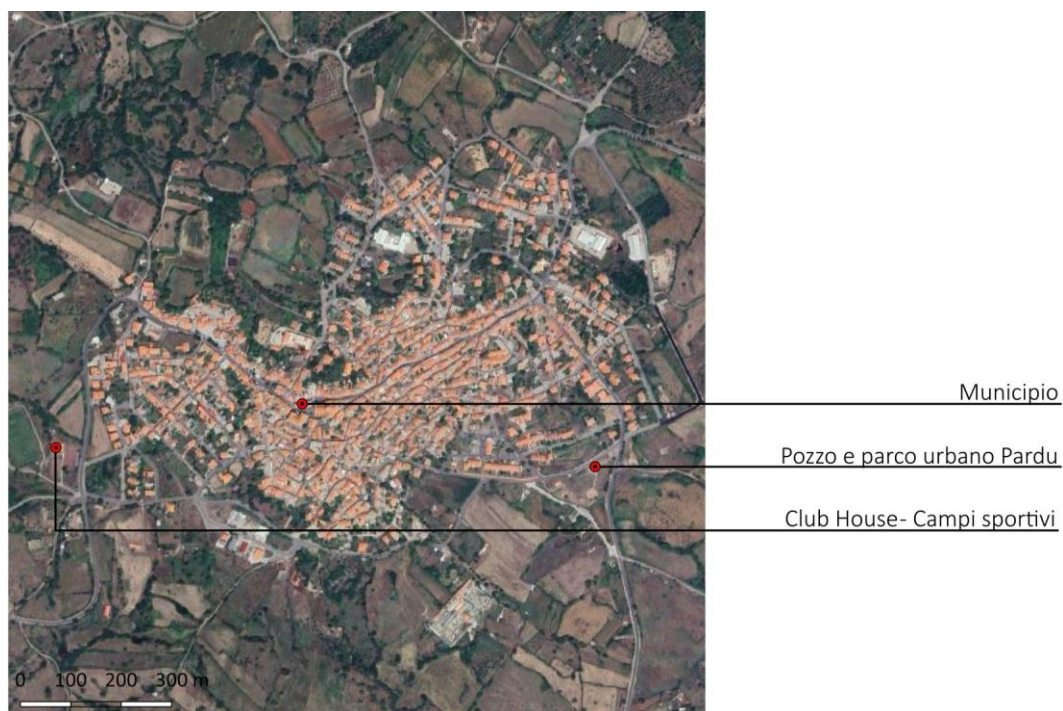 Municipio
Pozzo e parco urbano Pardu
Club House- Campi sportivi
0 100 200 300 m